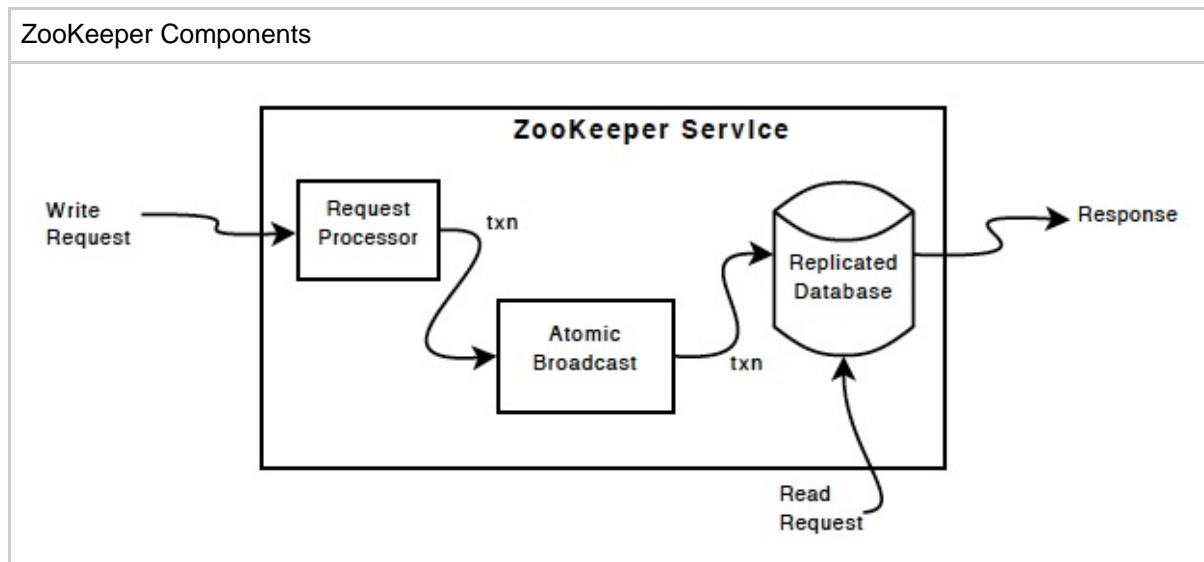 ZooKeeper Components
ZooKeeper Service
Write
Request
Request
Processor
txn
Atomic
Broadcast
txn
Replicated
Database
Response
Read
Request